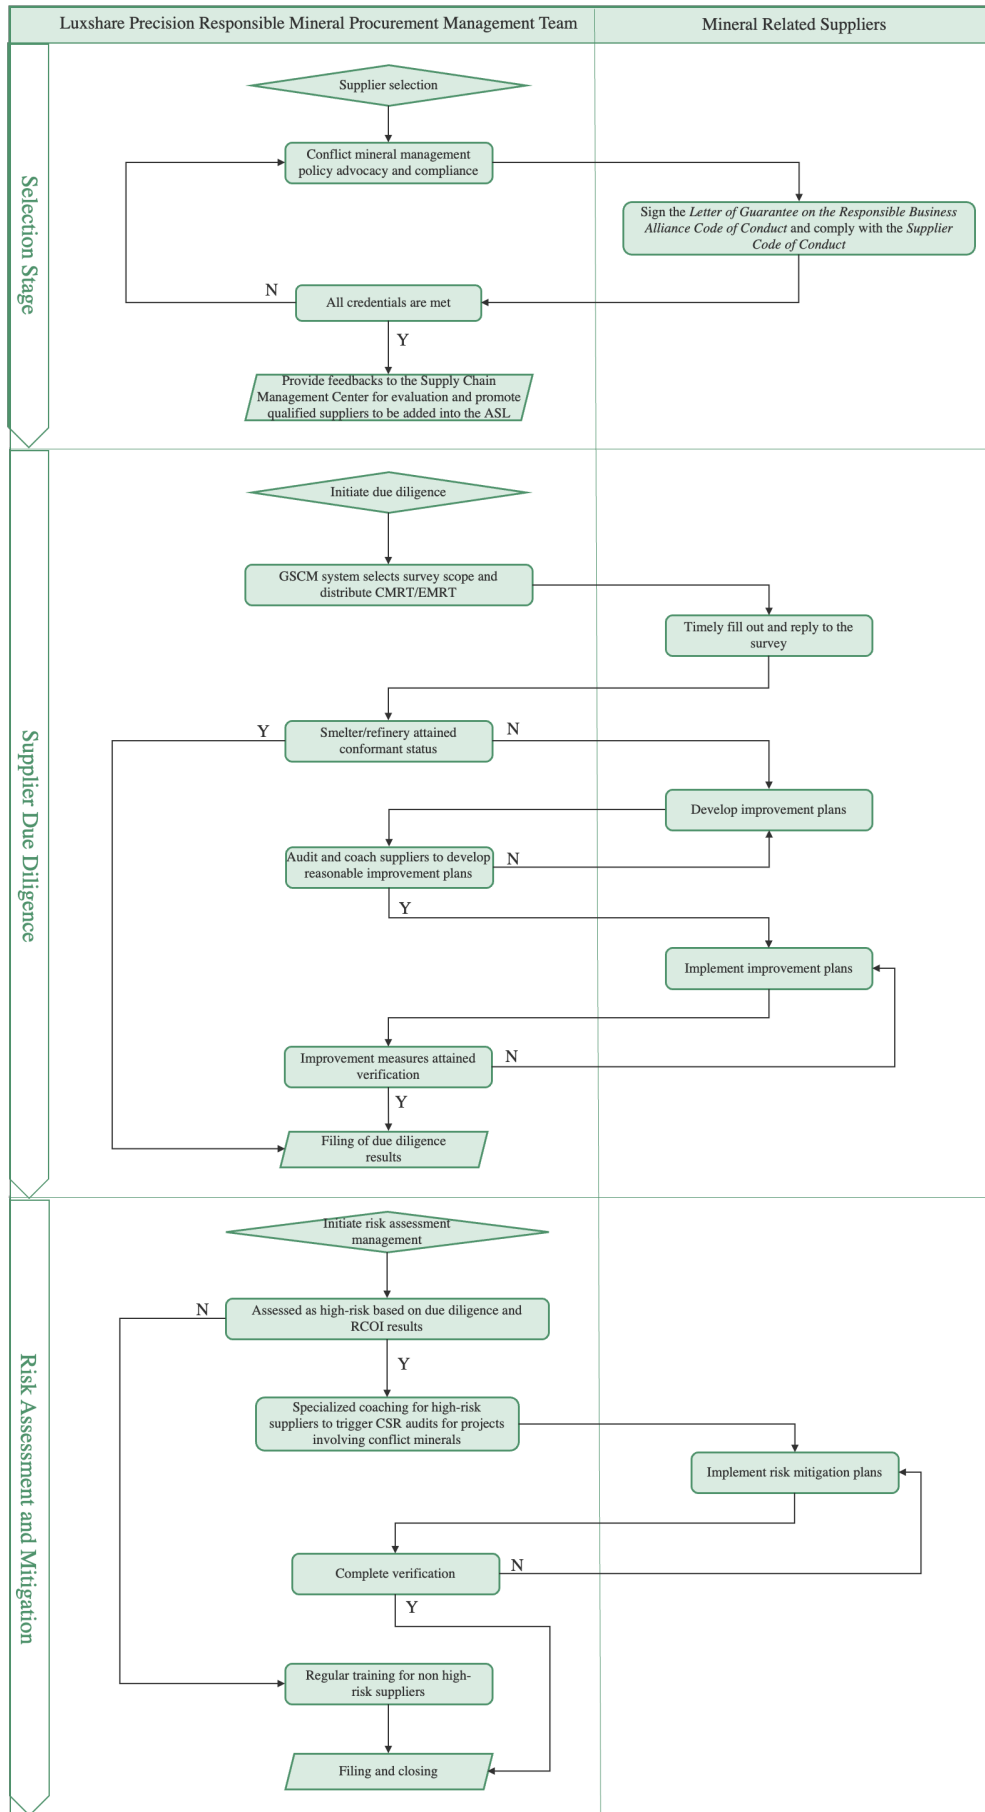 Luxshare Precision Responsible Mineral Procurement Management Team
Mineral Related Suppliers
Selection Stage
Supplier selection
Conflict mineral management
policy advocacy and compliance
Sign the Letter of Guarantee on the Responsible Business
Alliance Code of Conduct and comply with the Supplier
Code of Conduct
N
All credentials are met
Y
Provide feedbacks to the Supply Chain
Management Center for evaluation and promote
qualified suppliers to be added into the ASL
Supplier Due Diligence
Initiate due diligence
GSCM system selects survey scope and
distribute CMRT/EMRT
Timely fill out and reply to the
survey
Y
Smelter/refinery attained
conformant status
N
Develop improvement plans
Audit and coach suppliers to develop
reasonable improvement plans
N
Y
Implement improvement plans
Improvement measures attained
verification
N
Y
Filing of due diligence
results
Risk Assessment and Mitigation
Initiate risk assessment
management
N
Assessed as high-risk based on due diligence and
RCOI results
Y
Specialized coaching for high-risk
suppliers to trigger CSR audits for projects
involving conflict minerals
Implement risk mitigation plans
Complete verification
N
Y
Regular training for non high-
risk suppliers
Filing and closing